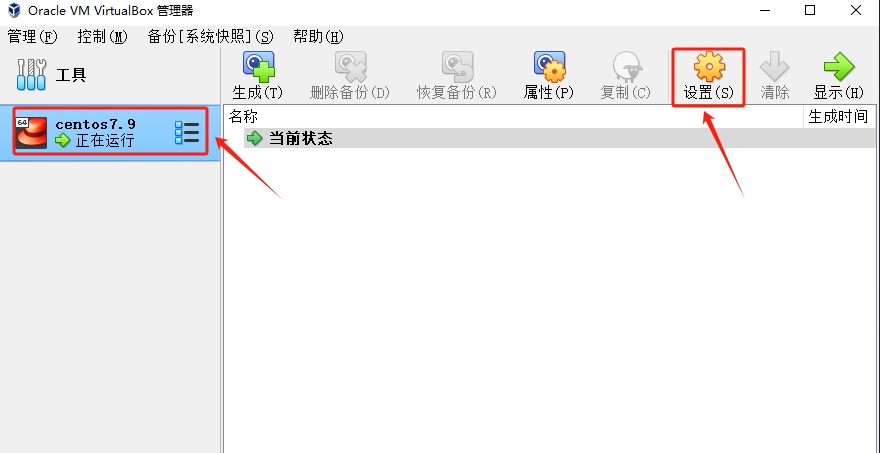 Oracle VM VirtualBox 管理器
管理(F) 控制(M) 备份[系统快照](S) 帮助(H)
工具
生成(T) 删除备份(D) 恢复备份(R) 属性(P) 复制(C) 设置(S) 清除 显示(H)
64 centos7.9
正在运行
名称 生成时间
当前状态